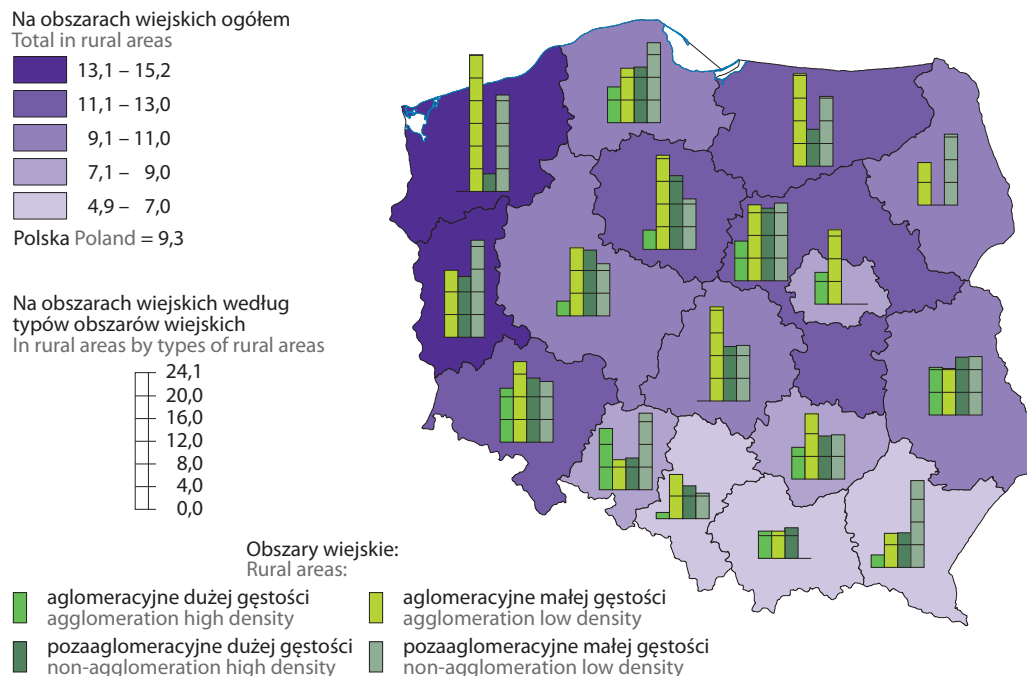 Na obszarach wiejskich ogółem
Total in rural areas
13,1 – 15,2
11,1 – 13,0
9,1 – 11,0
7,1 – 9,0
4,9 – 7,0
Polska Poland = 9,3
Na obszarach wiejskich według
typów obszarów wiejskich
In rural areas by types of rural areas
24,1
20,0
16,0
12,0
8,0
4,0
0,0
Obszary wiejskie:
Rural areas:
aglomeracyjne dużej gęstości
agglomeration high density
aglomeracyjne małej gęstości
agglomeration low density
pozaaglomeracyjne dużej gęstości
non-agglomeration high density
pozaaglomeracyjne małej gęstości
non-agglomeration low density